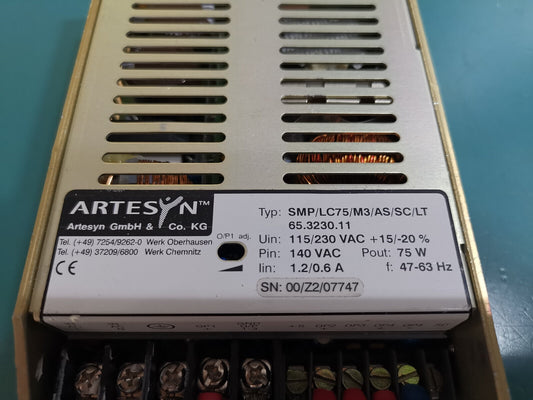 ARTESYN™
Artesyn GmbH & Co. KG
Tel. (+49) 7254/9262-0 Werk Oberhausen
Tel. (+49) 37209/6800 Werk Chemnitz
CE
O/P1 adj.
Typ: SMP/LC75/M3/AS/SC/LT
65.3230.11
Uin: 115/230 VAC +15/-20 %
Pin: 140 VAC Pout: 75 W
Iin: 1.2/0.6 A f: 47-63 Hz
SN: 00/Z2/07747